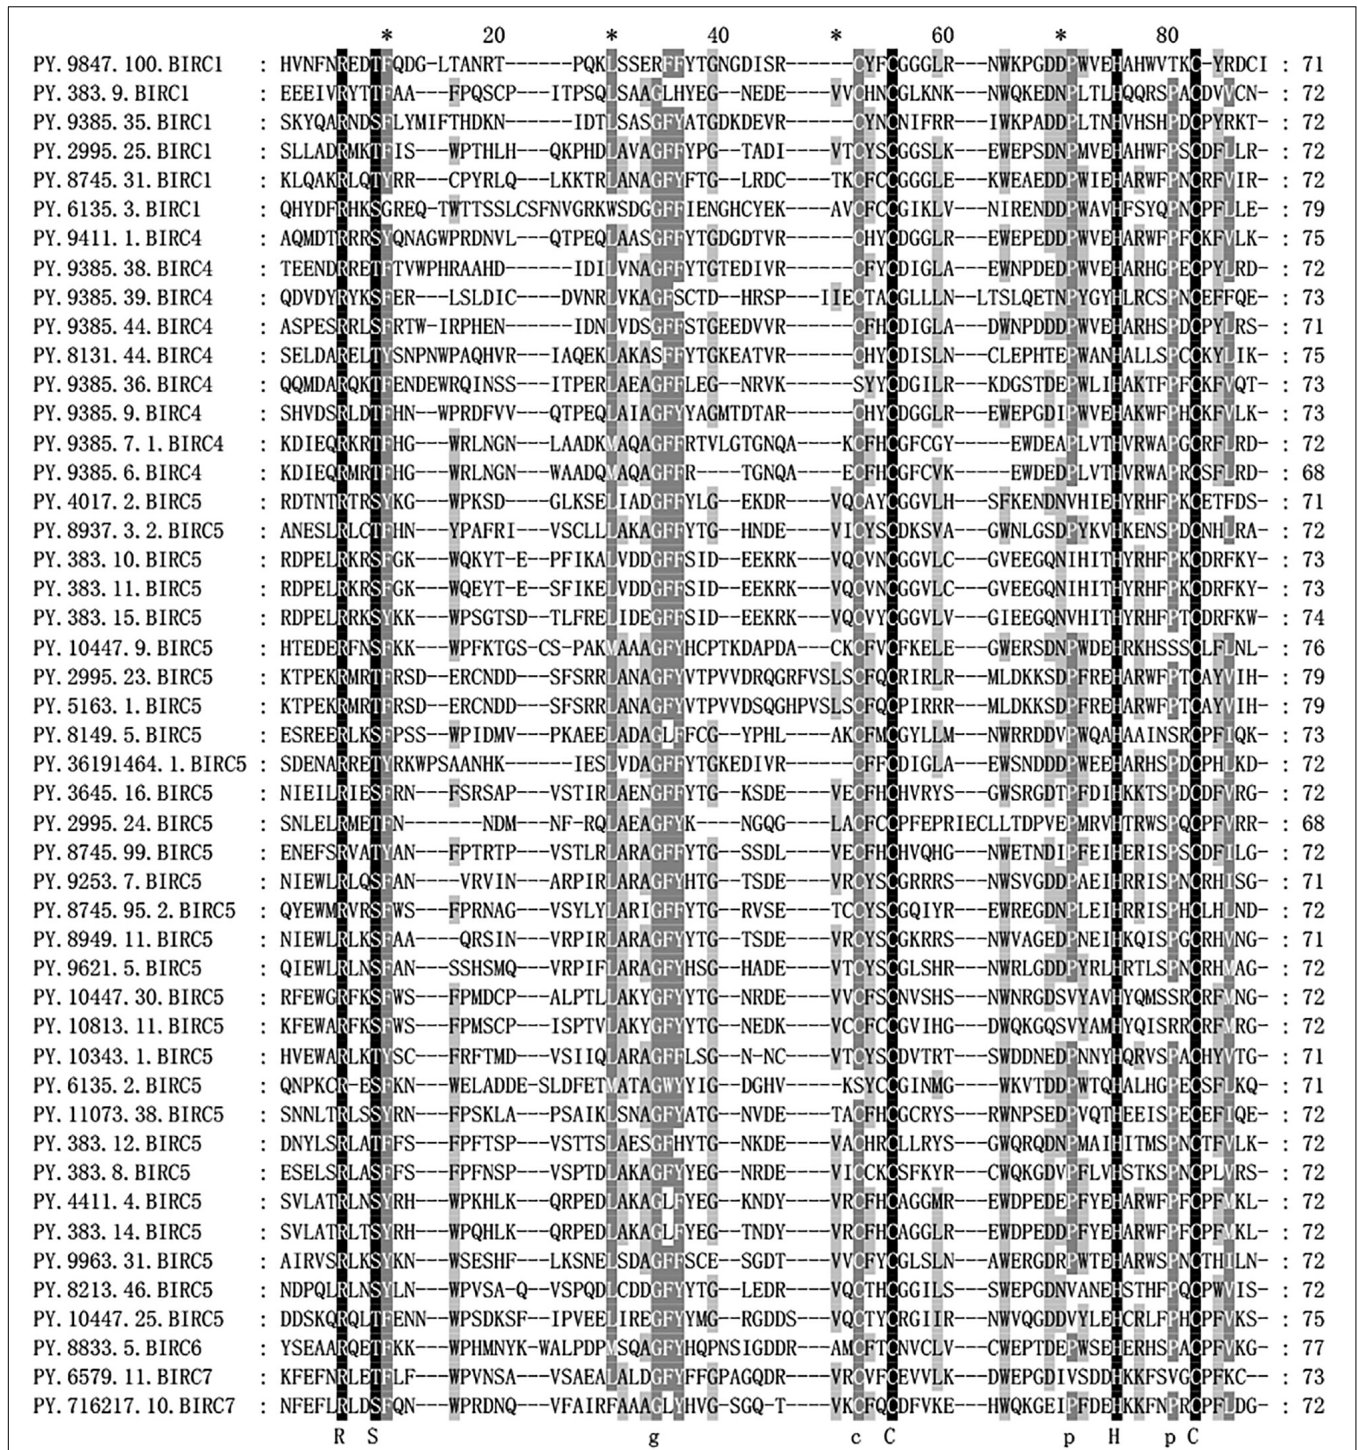 * 20 * 40 * 60 * 80
PY.9847.100.BIRC1 : HVNFNREDTFQDG-LTANRT-----PQKLSSERFFYTGNGDISR------CYFCGGGLR---NWKPGDDPWVEHAHWVTKC-YRDCI : 71
PY.383.9.BIRC1 : EEEIVRYTTFAA---FPQSCP---ITPSQLSAAGLHYEG--NEDE----VVCHNCGLKNK---NWQKEDNPLTLHQQRSPACDVVCN- : 72
PY.9385.35.BIRC1 : SKYQARNDSFLYMIFTHDKN------IDTLSASGFYATGDKDEVR------CYNCNIFRR---IWKPADDPLTNHVHSHPDCPYRKT- : 72
PY.2995.25.BIRC1 : SLLADRMKTFIS---WPTHLH---QKPHDLAVAGFFYPG--TADI----VTCYSCGGSLK---EWEPSDNPMVEHAHWFPSCDFLLR- : 72
PY.8745.31.BIRC1 : KLQAKRLQTYRR---CPYRLQ---LKKTRLANAGFYFTG--LRDC----TKCFCCGGGLE---KWEAEDDPWIEHARWFPNCRFVIR- : 72
PY.6135.3.BIRC1 : QHYDFRHKSGREQ-TWTTSSLCSFNVGRKWSDGGFFIENGHCYEK----AVCFCCGIKLV---NIRENDDPWAVHFSYQPNCPFLLE- : 79
PY.9411.1.BIRC4 : AQMDTRRRSYQNAGWPRDNVL---QTPEQLAASGFFYTGDGDTVR------CHYCDGGLR---EWEPEDDPWVEHARWFPFCKFVLK- : 75
PY.9385.38.BIRC4 : TEENDRRETFTVWPHRAAHD------IDILVNAGFFYTGTEDIVR------CFYCDIGLA---EWNPDEDPWVEHARHGPECPYLRD- : 72
PY.9385.39.BIRC4 : QDVDYRYKSFER---LSLDIC----DVNRLVKAGFSCTD--HRSP---IIECTACGLLLN--LTSLQETNPYGYHLRCSPNCEFFQE- : 73
PY.9385.44.BIRC4 : ASPESRRLSFRTW-IRPHEN------IDNLVDSGFFSTGEEDVVR------CFHCDIGLA---DWNPDDDPWVEHARHSPDCPYLRS- : 71
PY.8131.44.BIRC4 : SELDARELTYSNPNWPAQHVR---IAQEKLAKASFFYTGKEATVR------CHYCDISLN---CLEPHTEPWANHALLSPCCKYLIK- : 75
PY.9385.36.BIRC4 : QQMDARQKTFENDEWRQINSS---ITPERLAEAGFFLEG--NRVK------SYYCDGILR---KDGSTDEPWLIHAKTFPFCKFVQT- : 73
PY.9385.9.BIRC4 : SHVDSRLDTFHN--WPRDFVV---QTPEQLAIAGFYYAGMTDTAR------CHYCDGGLR---EWEPGDIPWVEHAKWFPHCKFVLK- : 73
PY.9385.7.1.BIRC4 : KDIEQRKRTFHG---WRLNGN---LAADKMAQAGFFRTVLGTGNQA-----KCFHCGFCGY-----EWDEAPLVTHVRWAPGCRFLRD- : 72
PY.9385.6.BIRC4 : KDIEQRMRTFHG---WRLNGN---WAADQMAQAGFFR----TGNQA-----ECFHCGFCVK-----EWDEDPLVTHVRWAPRCSFLRD- : 68
PY.4017.2.BIRC5 : RDTNTRTRSYKG---WPKSD----GLKSELIADGFFYLG--EKDR----VQCAYCGGVLH---SFKENDNVHIEHYRHFPKCETFDS- : 71
PY.8937.3.2.BIRC5 : ANESLRLCTFHN---YPAFRI---VSCLLLAKAGFFYTG--HNDE----VICYSCDKSVA---GWNLGSDPYKVHKENSPDCNHLRA- : 72
PY.383.10.BIRC5 : RDPELRKRSFGK---WQKYT-E--PFIKALVDDGFFSID--EEKRK---VQCVNCGGVLC---GVEEGQNIHITHYRHFPKCDRFKY- : 73
PY.383.11.BIRC5 : RDPELRKRSFGK---WQEYT-E--SFIKELVDDGFFSID--EEKRK---VQCVNCGGVLC---GVEEGQNIHITHYRHFPKCDRFKY- : 73
PY.383.15.BIRC5 : RDPELRRKSYKK---WPSGTSD--TLFRELIDEGFFSID--EEKRK---VQCVYCGGVLV---GIEEGQNVHITHYRHFPTCDRFKW- : 74
PY.10447.9.BIRC5 : HTEDERFNSFKK---WPFKTGS-CS-PAKMAAAGFYHCPTKDAPDA----CKCFVCFKELE---GWERSDNPWDEHRKHSSSCLFLNL- : 76
PY.2995.23.BIRC5 : KTPEKRMRTFRSD--ERCNDD---SFSRRLANAGFYVTPVVDRQGRFVSLSCFQCRIRLR---MLDKKSDPFREHARWFPTCAYVIH- : 79
PY.5163.1.BIRC5 : KTPEKRMRTFRSD--ERCNDD---SFSRRLANAGFYVTPVVDSQGHPVSLSCFQCPIRRR---MLDKKSDPFREHARWFPTCAYVIH- : 79
PY.8149.5.BIRC5 : ESREERLKSFPSS--WPIDMV---PKAEELADAGLFFCG--YPHL----AKCFMCGYLLM---NWRRDDVPWQAHAAINSRCPFIQK- : 73
PY.36191464.1.BIRC5 : SDENARRETYRKWPSAANHK------IESLVDAGFFYTGKEDIVR------CFFCDIGLA---EWSNDDDPWEEHARHSPDCPHLKD- : 72
PY.3645.16.BIRC5 : NIEILRIESFRN---FSRSAP---VSTIRLAENGFYYTG--KSDE----VECFHCHVRYS---GWSRGDTPFDIHKKTSPDCDFVRG- : 72
PY.2995.24.BIRC5 : SNLELRMETFN-------NDM---NF-RQLAEAGFYK----NGQG----LACFCCPFEPRIECLLTDPVEPMRVHTRWSPQCPFVRR- : 68
PY.8745.99.BIRC5 : ENEFSRVATYAN---FPTRTP---VSTLRLARAGFYYTG--SSDL----VECFHCHVQHG---NWETNDIPFEIHERISPSCDFILG- : 72
PY.9253.7.BIRC5 : NIEWLRLQSFAN----VRVIN---ARPIRLARAGFYHTG--TSDE----VRCYSCGRRRS---NWSVGDDPAEIHRRISPNCRHISG- : 71
PY.8745.95.2.BIRC5 : QYEWMRVRSFWS---FPRNAG---VSYLYLARIGFFYTG--RVSE----TCCYSCGQIYR---EWREGDNPLEIHRRISPHCLHLND- : 72
PY.8949.11.BIRC5 : NIEWLRLKSFAA----QRSIN---VRPIRLARAGFYYTG--TSDE----VRCYSCGKRRS---NWVAGEDPNEIHKQISPGCRHVNG- : 71
PY.9621.5.BIRC5 : QIEWLRLNSFAN---SSHSMQ---VRPIFLARAGFYHSG--HADE----VTCYSCGLSHR---NWRLGDDPYRLHRTLSPNCRHMAG- : 72
PY.10447.30.BIRC5 : RFEWGRFKSFWS---FPMDCP---ALPTLLAKYGFYYTG--NRDE----VVCFSCNVSHS---NWNRGDSVYAVHYQMSSRCRFMNG- : 72
PY.10813.11.BIRC5 : KFEWARFKSFWS---FPMSCP---ISPTVLAKYGFYYTG--NEDK----VCCFCCGVIHG---DWQKGQSVYAMHYQISRRCRFMRG- : 72
PY.10343.1.BIRC5 : HVEWARLKTYSC---FRFTMD---VSIIQLARAGFFLSG--N-NC----VTCYSCDVTRT---SWDDNEDPNNYHQRVSPACHYVTG- : 71
PY.6135.2.BIRC5 : QNPKCR-ESFKN---WELADDE-SLDFETMATAGWYYIG--DGHV-----KSYCCGINMG---WKVTDDPWTQHALHGPECSFLKQ- : 71
PY.11073.38.BIRC5 : SNNLTRLSSYRN---FPSKLA---PSAIKLSNAGFYATG--NVDE----TACFHCGCRYS---RWNPSEDPVQTHEEISPECEFIQE- : 72
PY.383.12.BIRC5 : DNYLSRLATFFS---FPFTSP---VSTTSLAESGFHYTG--NKDE----VACHRCLLRYS---GWQRQDNPMAIHITMSPNCTFVLK- : 72
PY.383.8.BIRC5 : ESELSRLASFFS---FPFNSP---VSPTDLAKAGFYYEG--NRDE----VICCKCSFKYR---CWQKGDVPFLVHSTKSPNCPLVRS- : 72
PY.4411.4.BIRC5 : SVLATRLNSYRH---WPKHLK---QRPEDLAKAGLFYEG--KNDY----VRCFHCAGGMR---EWDPEDEPFYEHARWFPFCPFMKL- : 72
PY.383.14.BIRC5 : SVLATRLTSYRH---WPQHLK---QRPEDLAKAGLFYEG--TNDY----VRCFHCAGGLR---EWDPEDDPFYEHARWFPFCPFMKL- : 72
PY.9963.31.BIRC5 : AIRVSRLKSYKN---WSESHF---LKSNELSDAGFFSCE--SGDT----VVCFYCGLSLN---AWERGDRPWTEHARWSPNCTHILN- : 72
PY.8213.46.BIRC5 : NDPQLRLNSYLN---WPVSA-Q--VSPQDLCDDGFYYTG--LEDR----VQCTHCGGILS---SWEPGDNVANEHSTHFPQCPWVIS- : 72
PY.10447.25.BIRC5 : DDSKQRQLTFENN--WPSDKSF--IPVEELIREGFYYMG--RGDDS---VQCTYCRGIIR---NWVQGDDVYLEHCRLFPHCPFVKS- : 75
PY.8833.5.BIRC6 : YSEAARQETFKK---WPHMNYK-WALPDPMSQAGFYHQPNSIGDDR---AMCFTCNVCLV---CWEPTDEPWSEHERHSPACPFVKG- : 77
PY.6579.11.BIRC7 : KFEFNRLETFLF---WPVNSA---VSAEALALDGFYFFGPAGQDR----VRCVFCEVVLK---DWEPGDIVSDDHKKFSVGCPFKC-- : 73
PY.716217.10.BIRC7 : NFEFLRLDSFQN---WPRDNQ---VFAIRFAAAGLYHVG-SGQ-T----VKCFQCDFVKE---HWQKGEIPFDEHKKFNPRCPFLDG- : 72
R S g c C p H p C